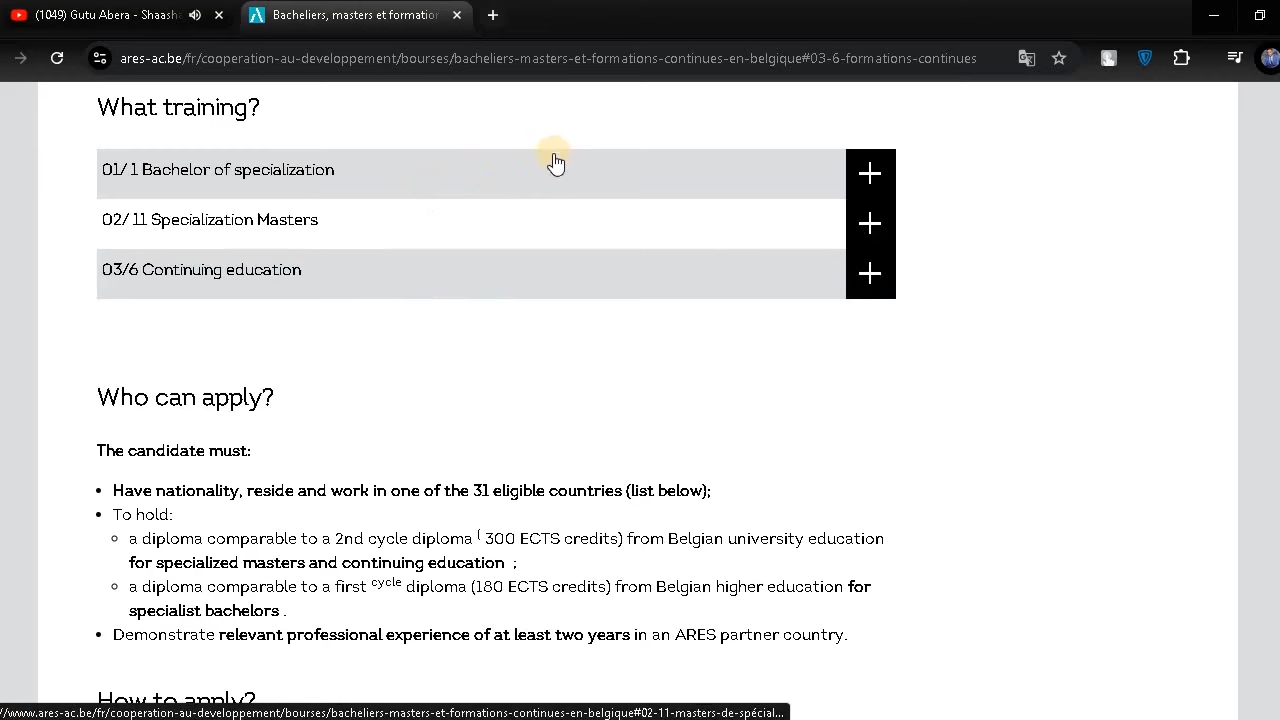 (1049) Gutu Abera - Shaasha
Bacheliers, masters et formation
ares-ac.be/fr/cooperation-au-developpement/bourses/bacheliers-masters-et-formations-continues-en-belgique#03-6-formations-continues
What training?
01/ 1 Bachelor of specialization
02/ 11 Specialization Masters
03/6 Continuing education
Who can apply?
The candidate must:
• Have nationality, reside and work in one of the 31 eligible countries (list below);
• To hold:
a diploma comparable to a 2nd cycle diploma ( 300 ECTS credits) from Belgian university education
for specialized masters and continuing education ;
a diploma comparable to a first cycle diploma (180 ECTS credits) from Belgian higher education for
specialist bachelors .
• Demonstrate relevant professional experience of at least two years in an ARES partner country.
How to apply?
//www.ares-ac.be/fr/cooperation-au-developpement/bourses/bacheliers-masters-et-formations-continues-en-belgique#02-11-masters-de-spécial...